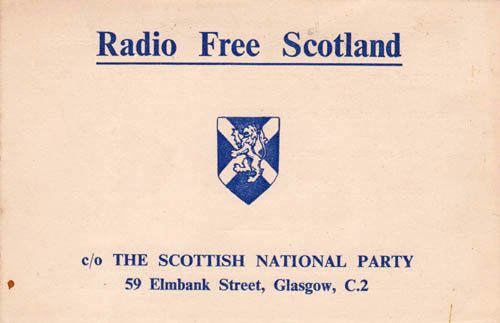 Radio Free Scotland
c/o THE SCOTTISH NATIONAL PARTY
59 Elmbank Street, Glasgow, C.2